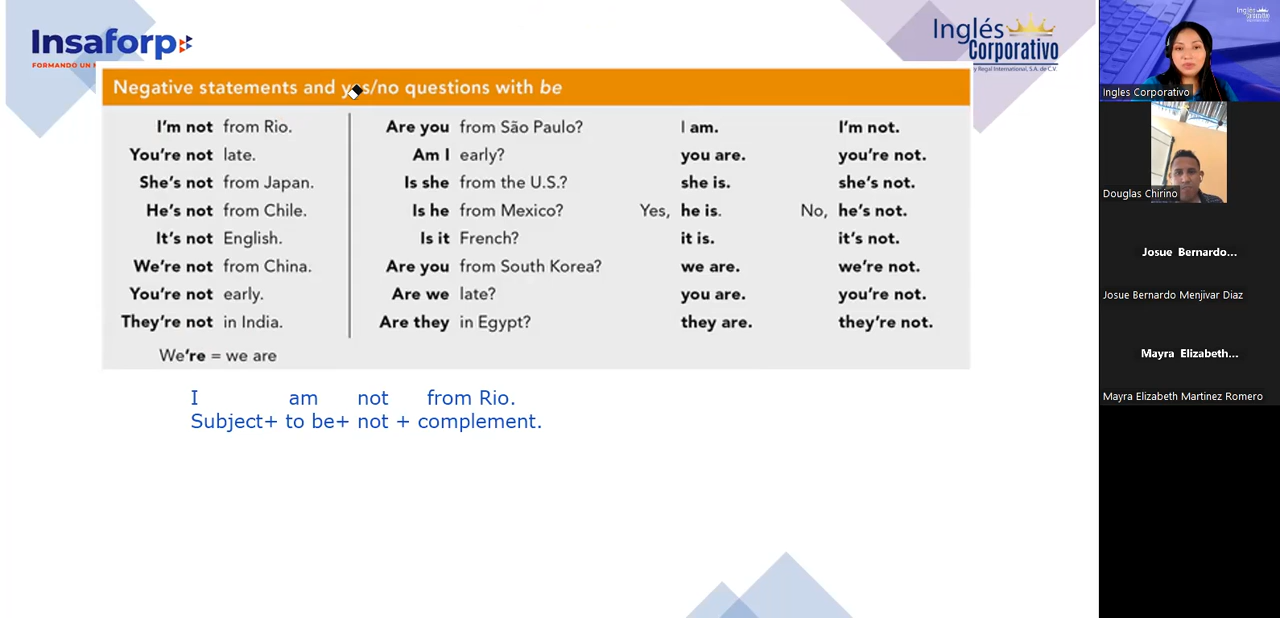 Insaforp
FORMANDO UN
Inglés
Corporativo
y Regal International, S.A. de C.V.
Negative statements and yes/no questions with be
I'm not from Rio.
You're not late.
She's not from Japan.
He's not from Chile.
It's not English.
We're not from China.
You're not early.
They're not in India.
We're = we are
Are you from São Paulo?
Am I early?
Is she from the U.S.?
Is he from Mexico?
Is it French?
Are you from South Korea?
Are we late?
Are they in Egypt?
I am.
you are.
she is.
Yes, he is.
it is.
we are.
you are.
they are.
I'm not.
you're not.
she's not.
No, he's not.
it's not.
we're not.
you're not.
they're not.
I am not from Rio.
Subject+ to be+ not + complement.
Ingles Corporativo
Douglas Chirino
Josue Bernardo...
Josue Bernardo Menjivar Diaz
Mayra Elizabeth...
Mayra Elizabeth Martinez Romero